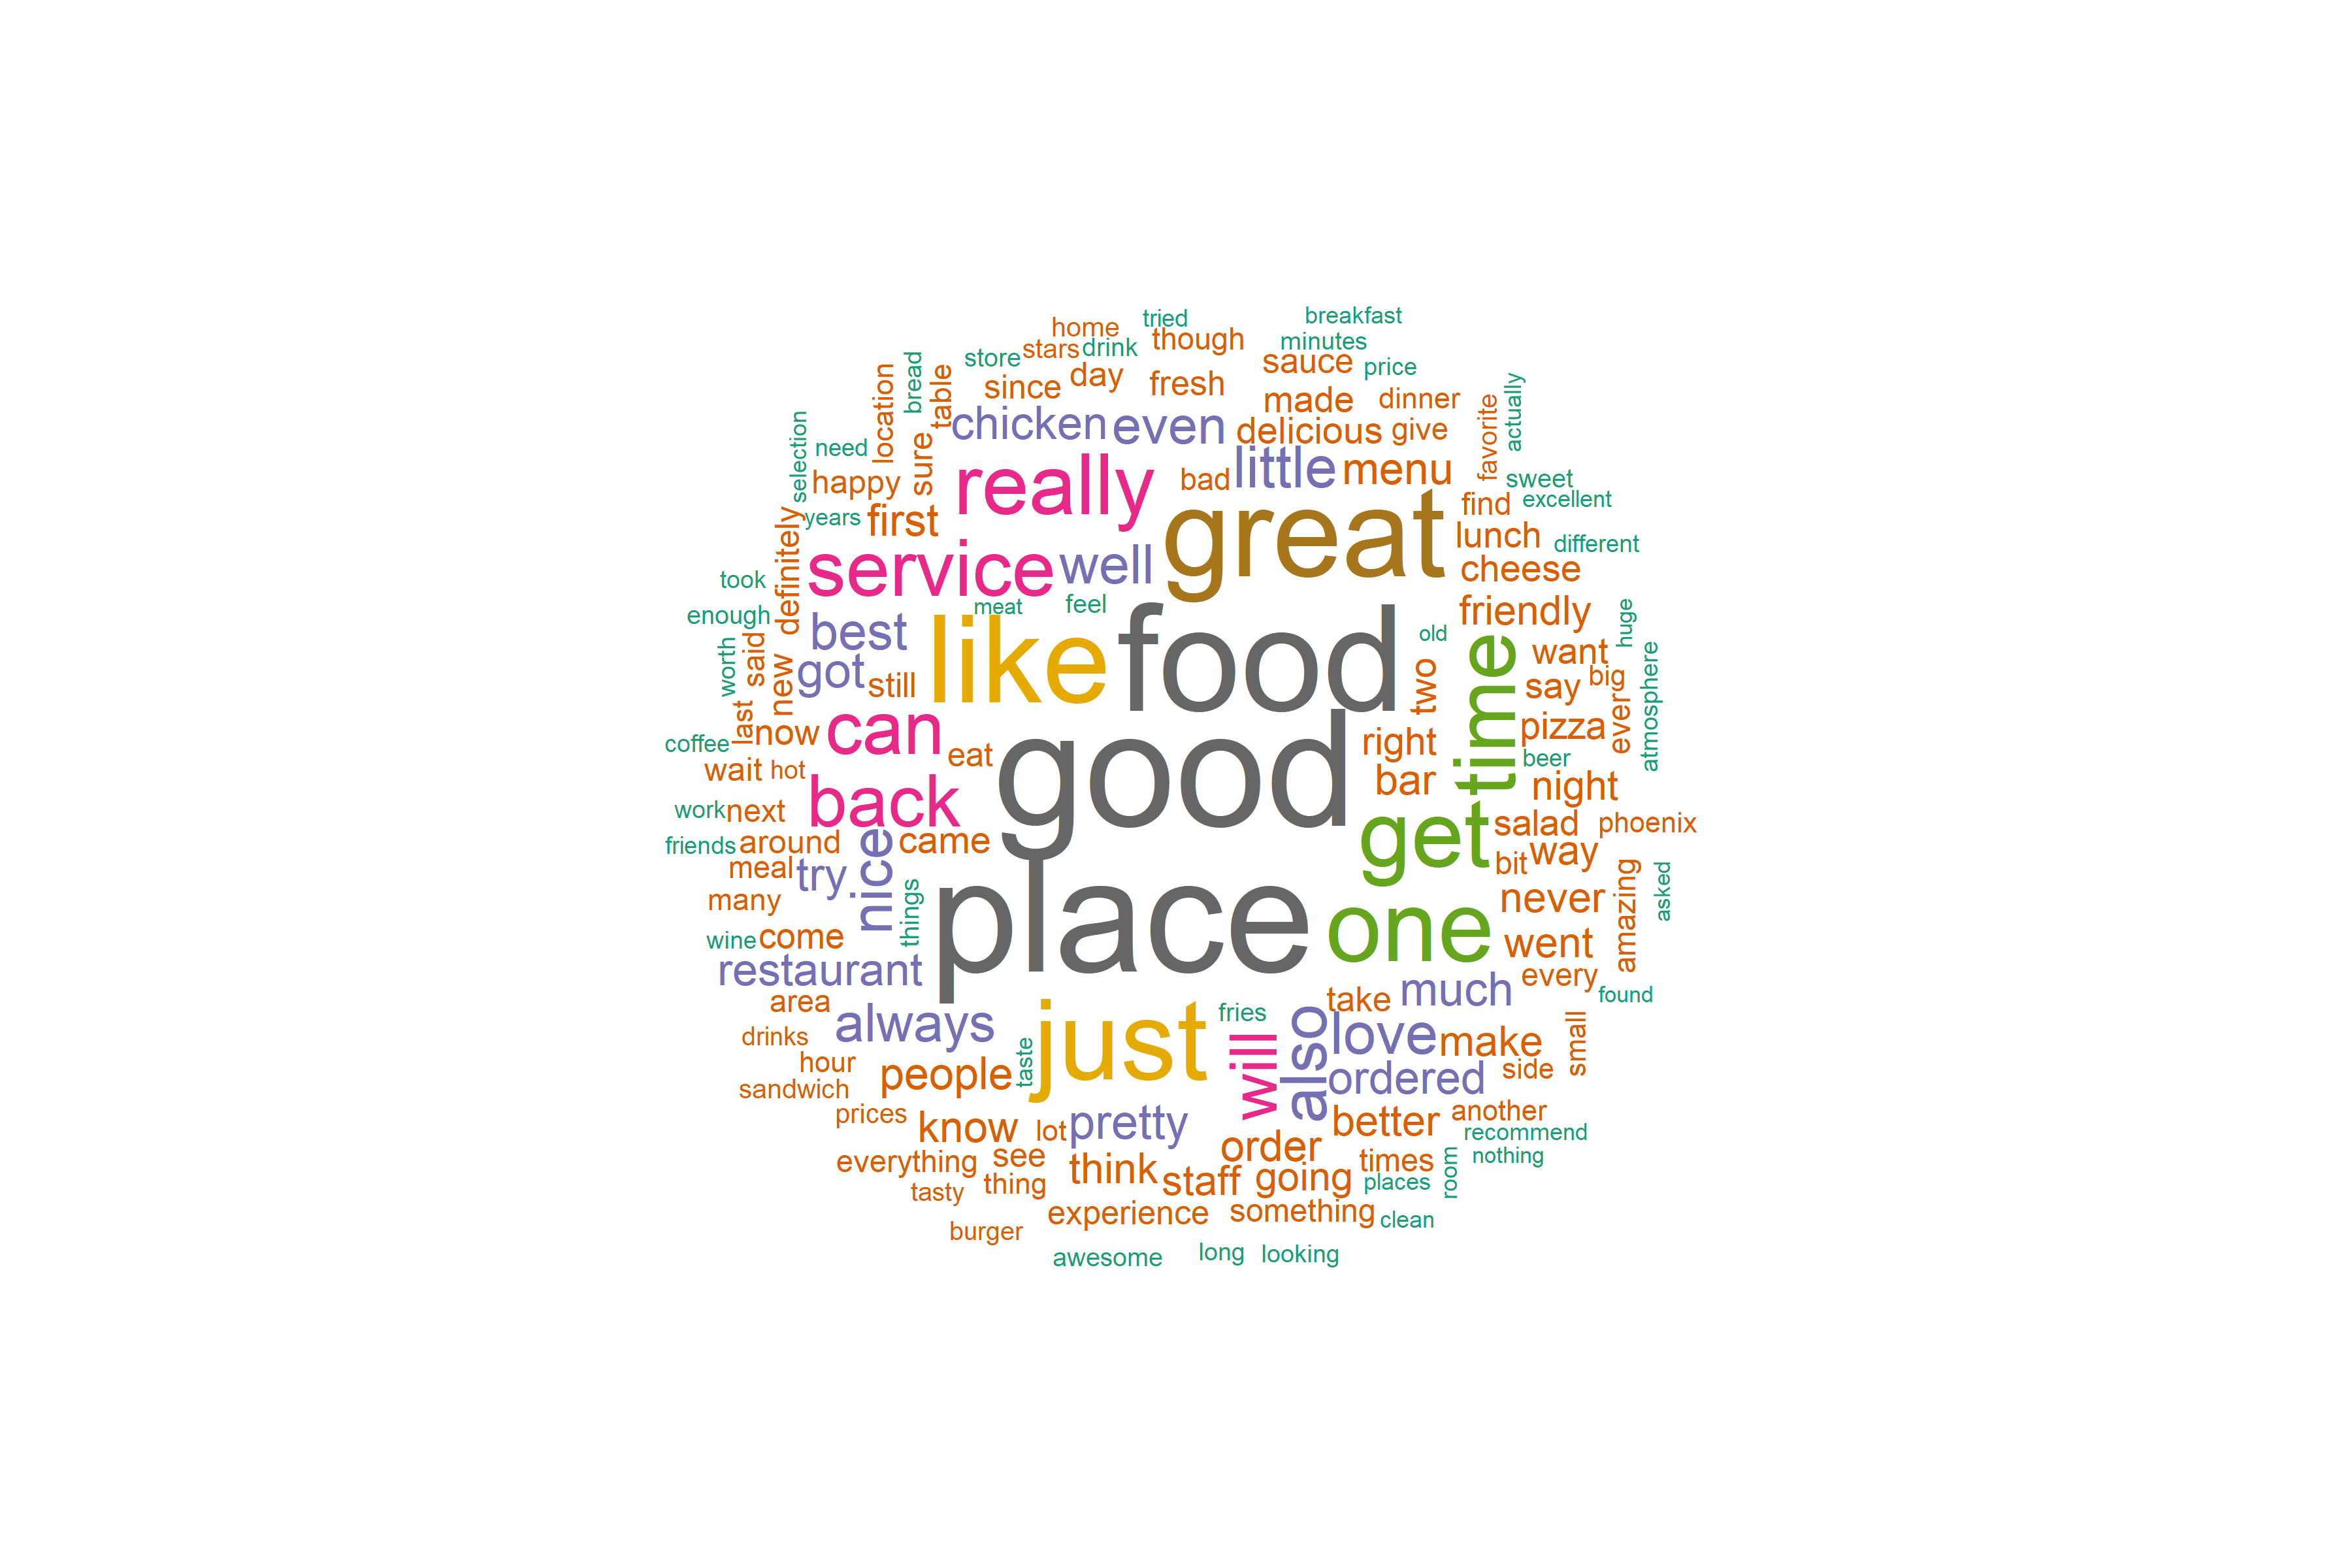 breakfast
tried
home
though
minutes
stars
drink
store
sauce
price
bread
since
day
fresh
table
location
made
dinner
actually
favorite
chicken
even
delicious
give
selection
need
sure
really
bad
little
menu
sweet
happy
great
find
excellent
years
first
lunch
different
definitely
service
well
cheese
took
meat
feel
friendly
enough
best
like
food
old
huge
worth
said
new
got
still
two
time
want
say
big
atmosphere
last
now
can
right
pizza
ever
coffee
eat
good
beer
wait
hot
back
bar
night
work
next
get
salad
phoenix
friends
around
nice
came
bit
way
meal
try
place
never
amazing
asked
many
things
one
wine
come
went
restaurant
much
every
found
area
always
just
fries
take
drinks
will
also
love
make
small
hour
people
taste
ordered
side
sandwich
prices
know
lot
pretty
better
another
recommend
everything
see
think
order
times
nothing
room
tasty
thing
staff
going
places
experience
something
clean
burger
awesome
long
looking